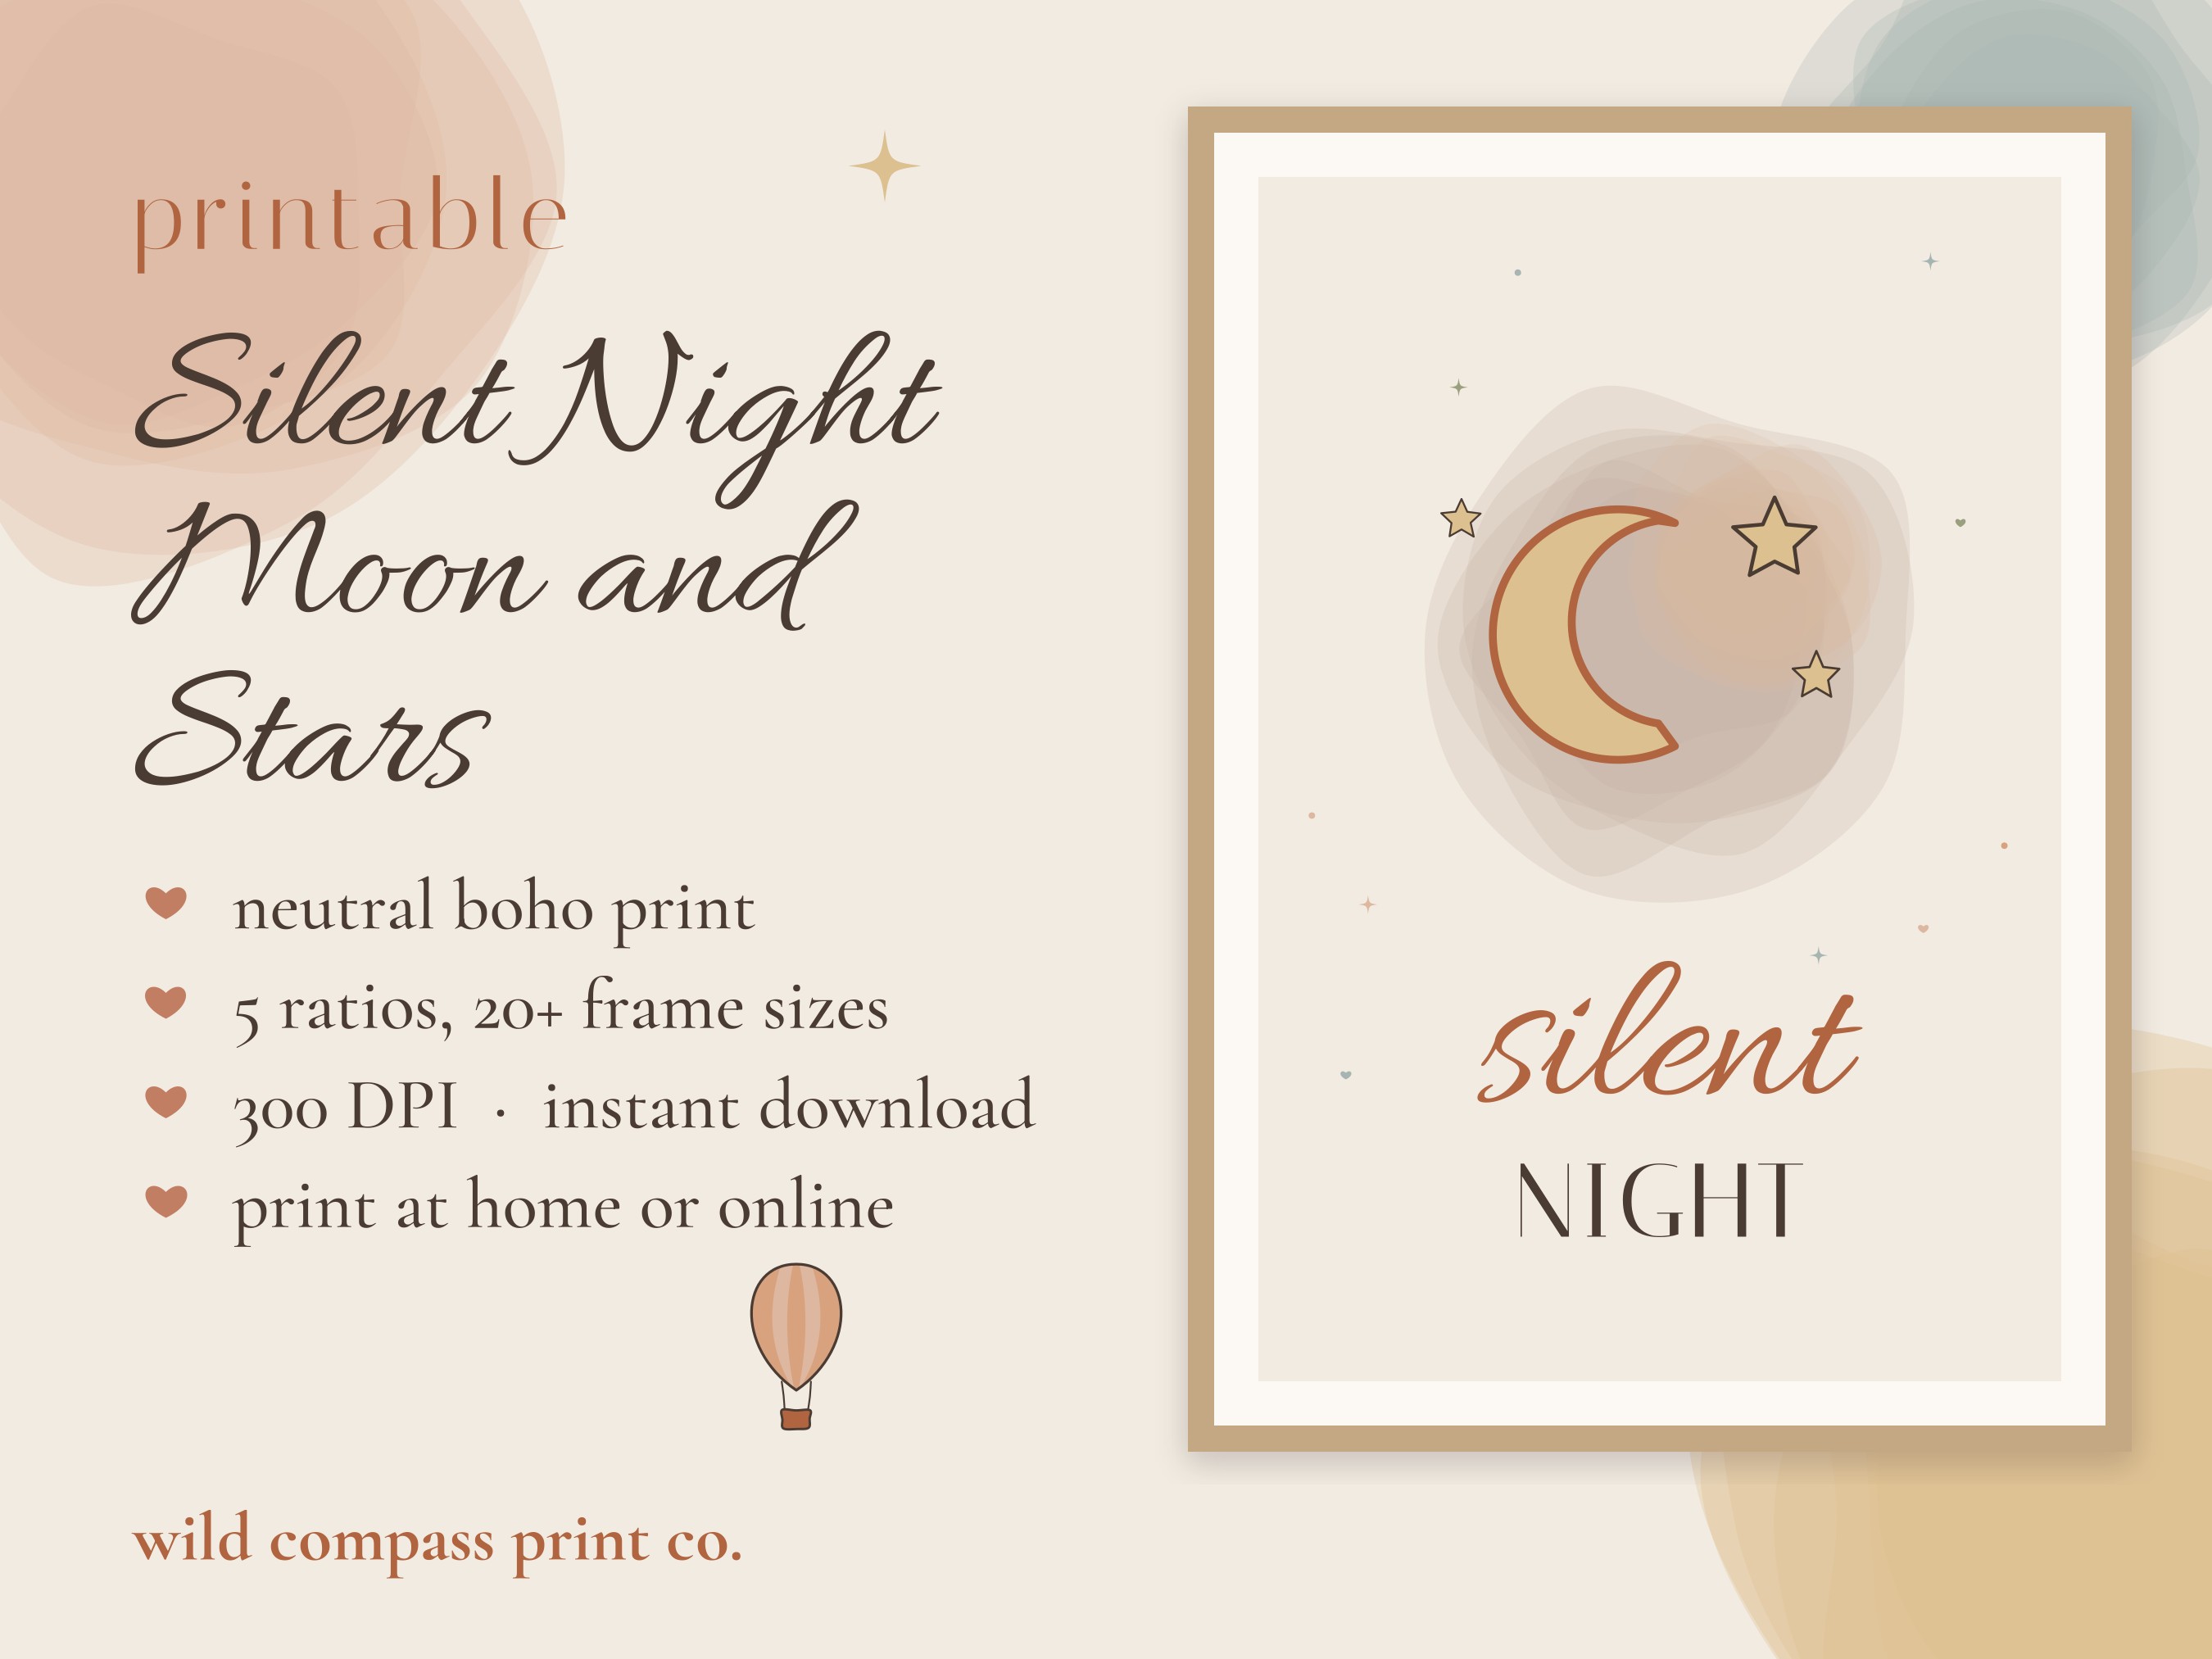 printable
Silent Night
Moon and
Stars
neutral boho print
5 ratios, 20+ frame sizes
300 DPI · instant download
print at home or online
wild compass print co.
silent
NIGHT